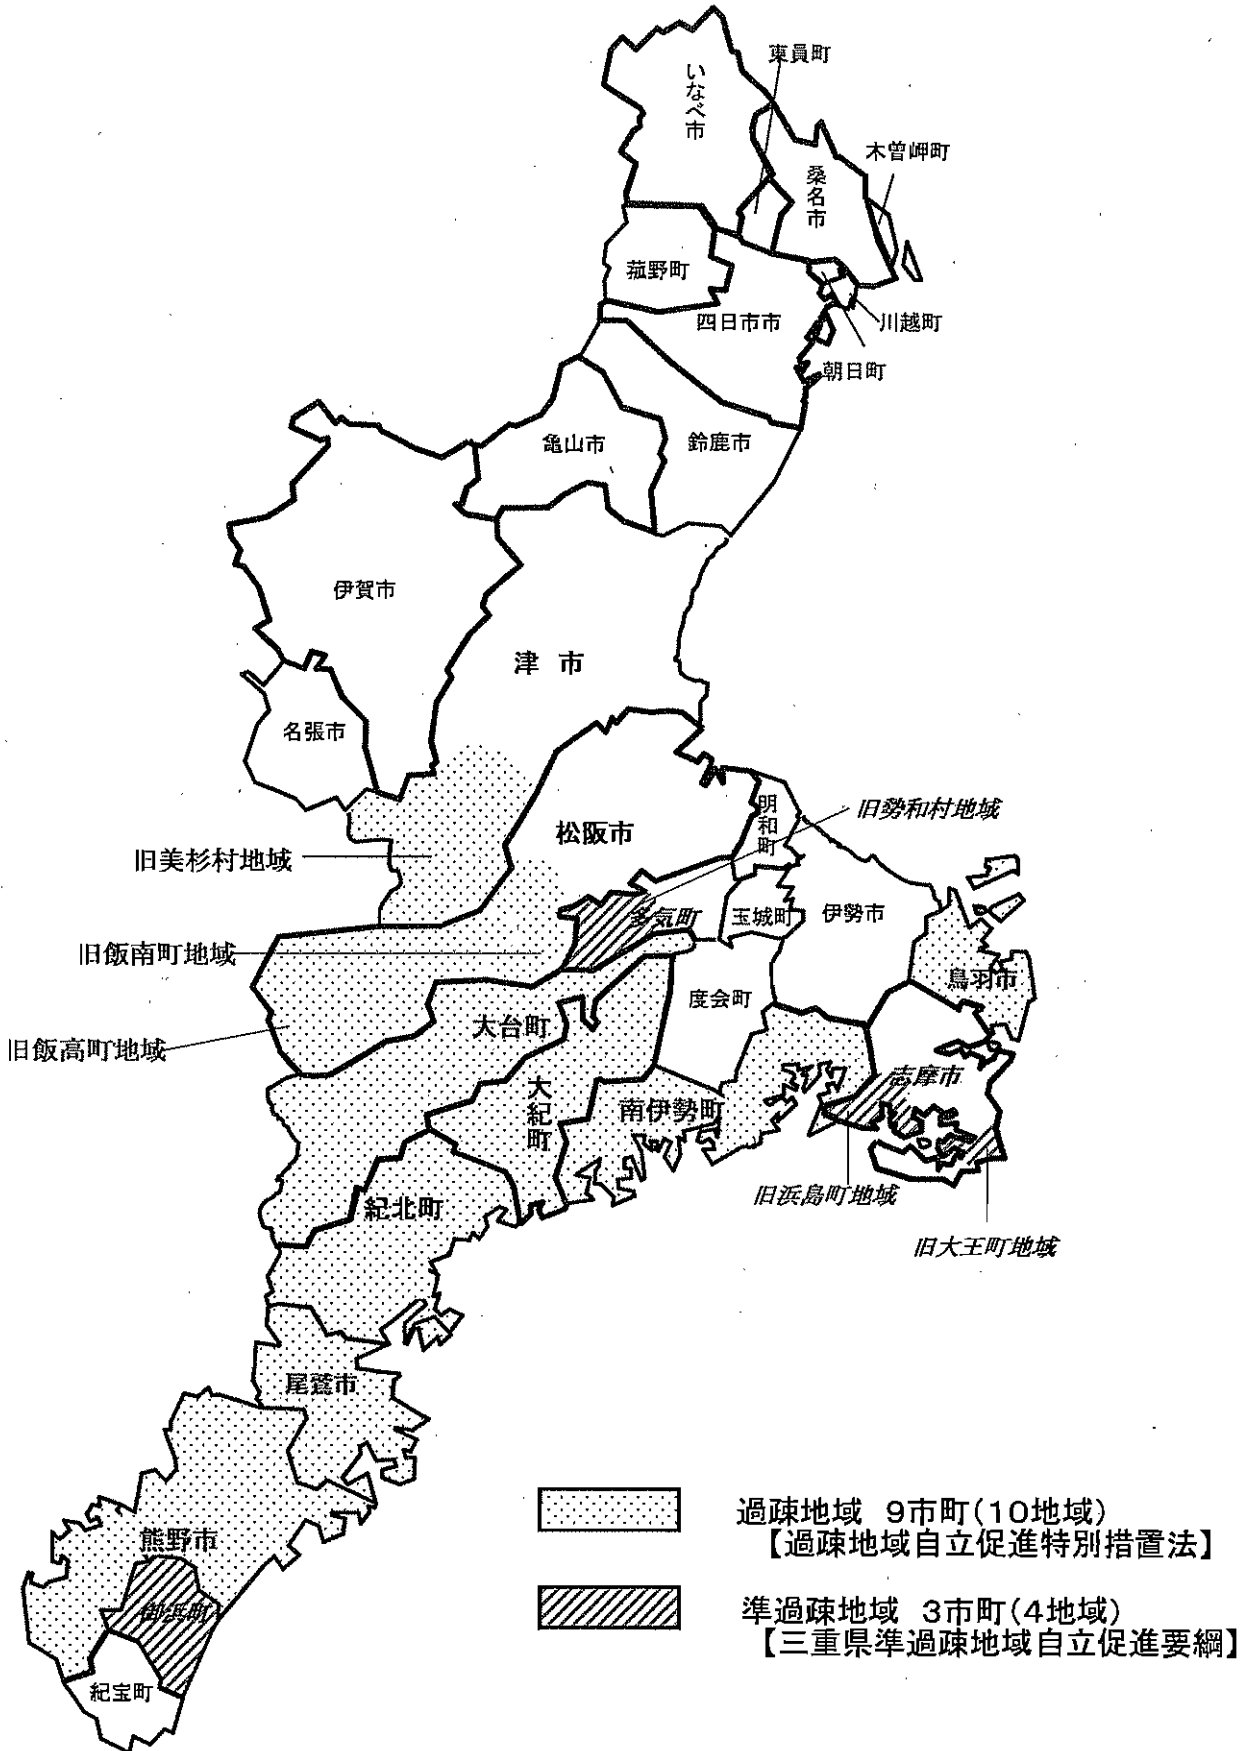 東員町
いなべ市
木曽岬町
桑名市
菰野町
四日市市
川越町
朝日町
亀山市
鈴鹿市
伊賀市
津 市
名張市
明和町
旧勢和村地域
松阪市
旧美杉村地域
多気町
玉城町
伊勢市
旧飯南町地域
鳥羽市
度会町
大台町
旧飯高町地域
志摩市
大紀町
南伊勢町
旧浜島町地域
紀北町
旧大王町地域
尾鷲市
過疎地域 9市町(10地域)
【過疎地域自立促進特別措置法】
熊野市
準過疎地域 3市町(4地域)
【三重県準過疎地域自立促進要綱】
御浜町
紀宝町